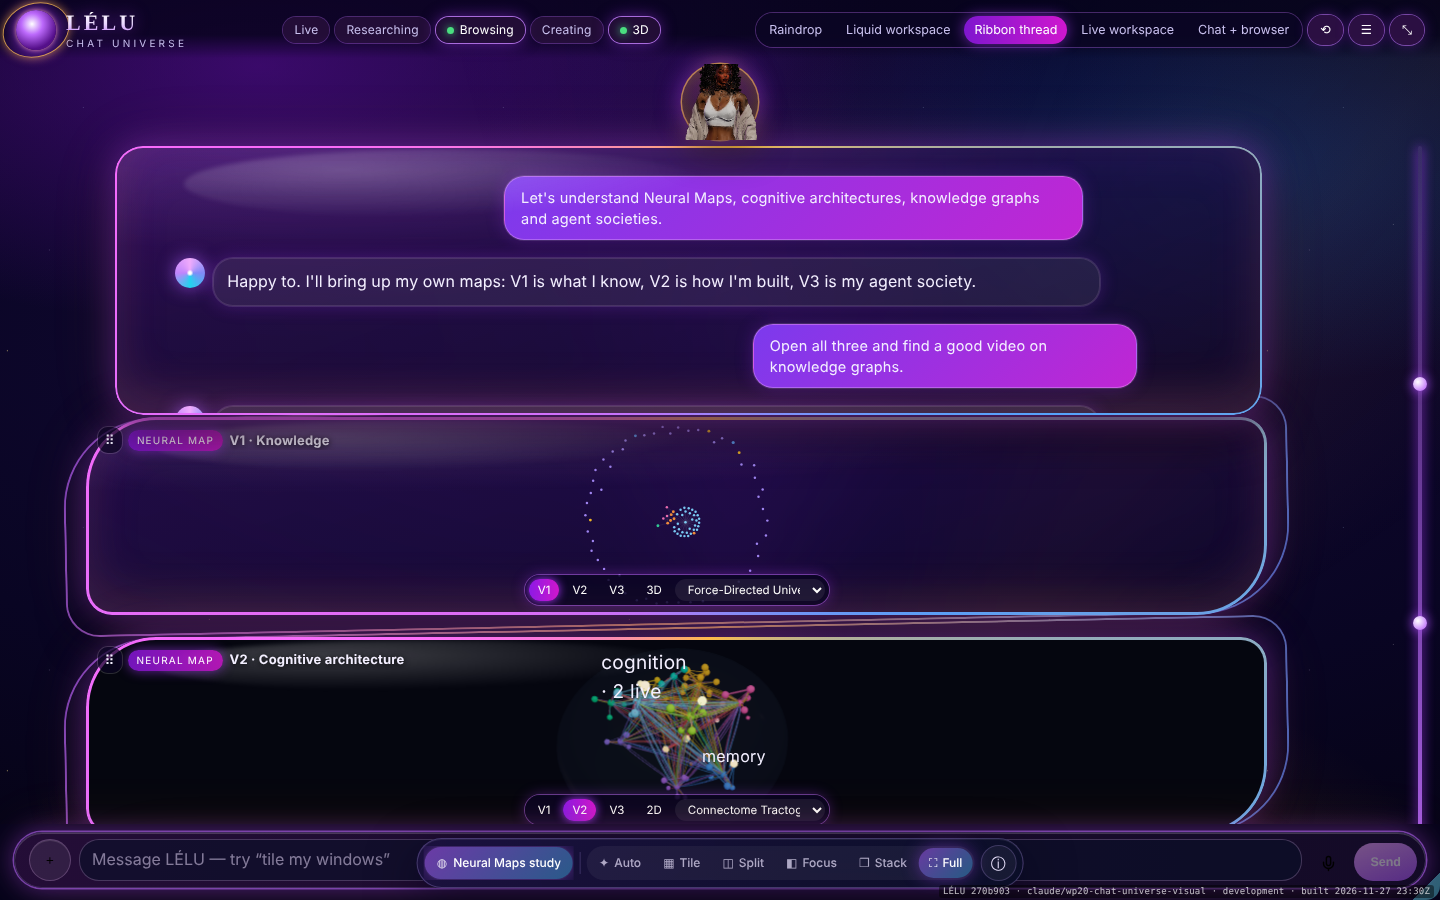 LÉLU
CHAT UNIVERSE
Live
Researching
Browsing
Creating
3D
Raindrop
Liquid workspace
Ribbon thread
Live workspace
Chat + browser
Let's understand Neural Maps, cognitive architectures, knowledge graphs
and agent societies.
Happy to. I'll bring up my own maps: V1 is what I know, V2 is how I'm built, V3 is my agent society.
Open all three and find a good video on
knowledge graphs.
NEURAL MAP V1 · Knowledge
V1 V2 V3 3D Force-Directed Unive
NEURAL MAP V2 · Cognitive architecture
cognition
· 2 live
memory
V1 V2 V3 2D Connectome Tractog
+ Message LÉLU — try “tile my windows”
Neural Maps study
Auto
Tile
Split
Focus
Stack
Full
Send
LÉLU 270b903 · claude/wp20-chat-universe-visual · development · built 2026-11-27 23:30Z